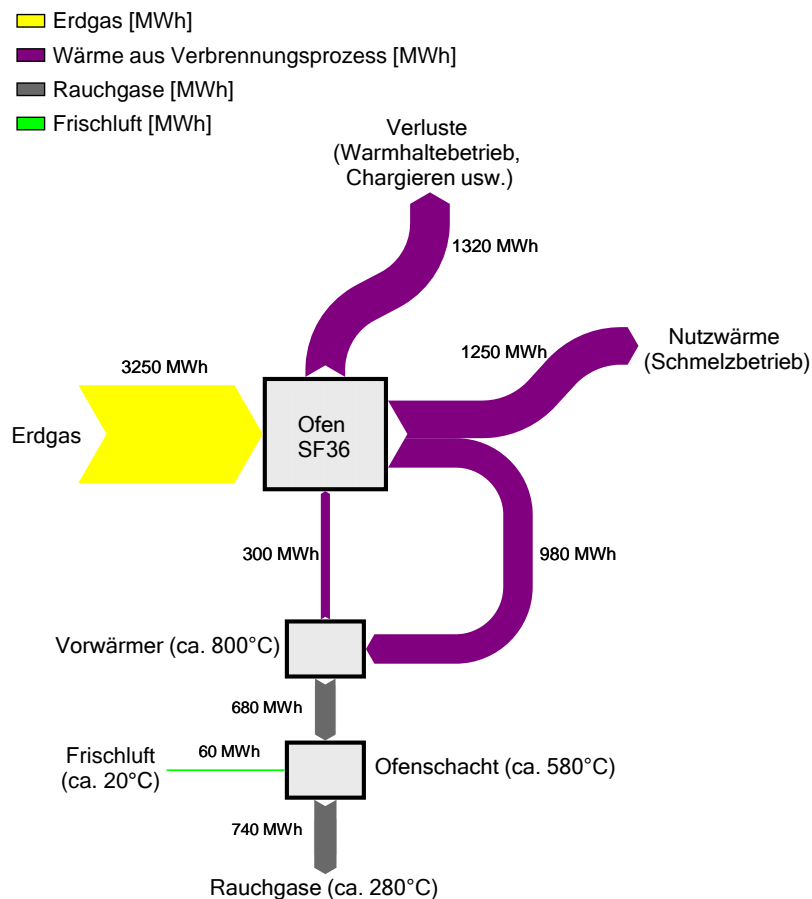 Erdgas [MWh]
Wärme aus Verbrennungsprozess [MWh]
Rauchgase [MWh]
Frischluft [MWh]
Verluste
(Warmhaltebetrieb,
Chargieren usw.)
1320 MWh
Nutzwärme
(Schmelzbetrieb)
1250 MWh
3250 MWh
Erdgas
Ofen
SF36
300 MWh
980 MWh
Vorwärmer (ca. 800°C)
680 MWh
Frischluft
(ca. 20°C)
60 MWh
Ofenschacht (ca. 580°C)
740 MWh
Rauchgase (ca. 280°C)